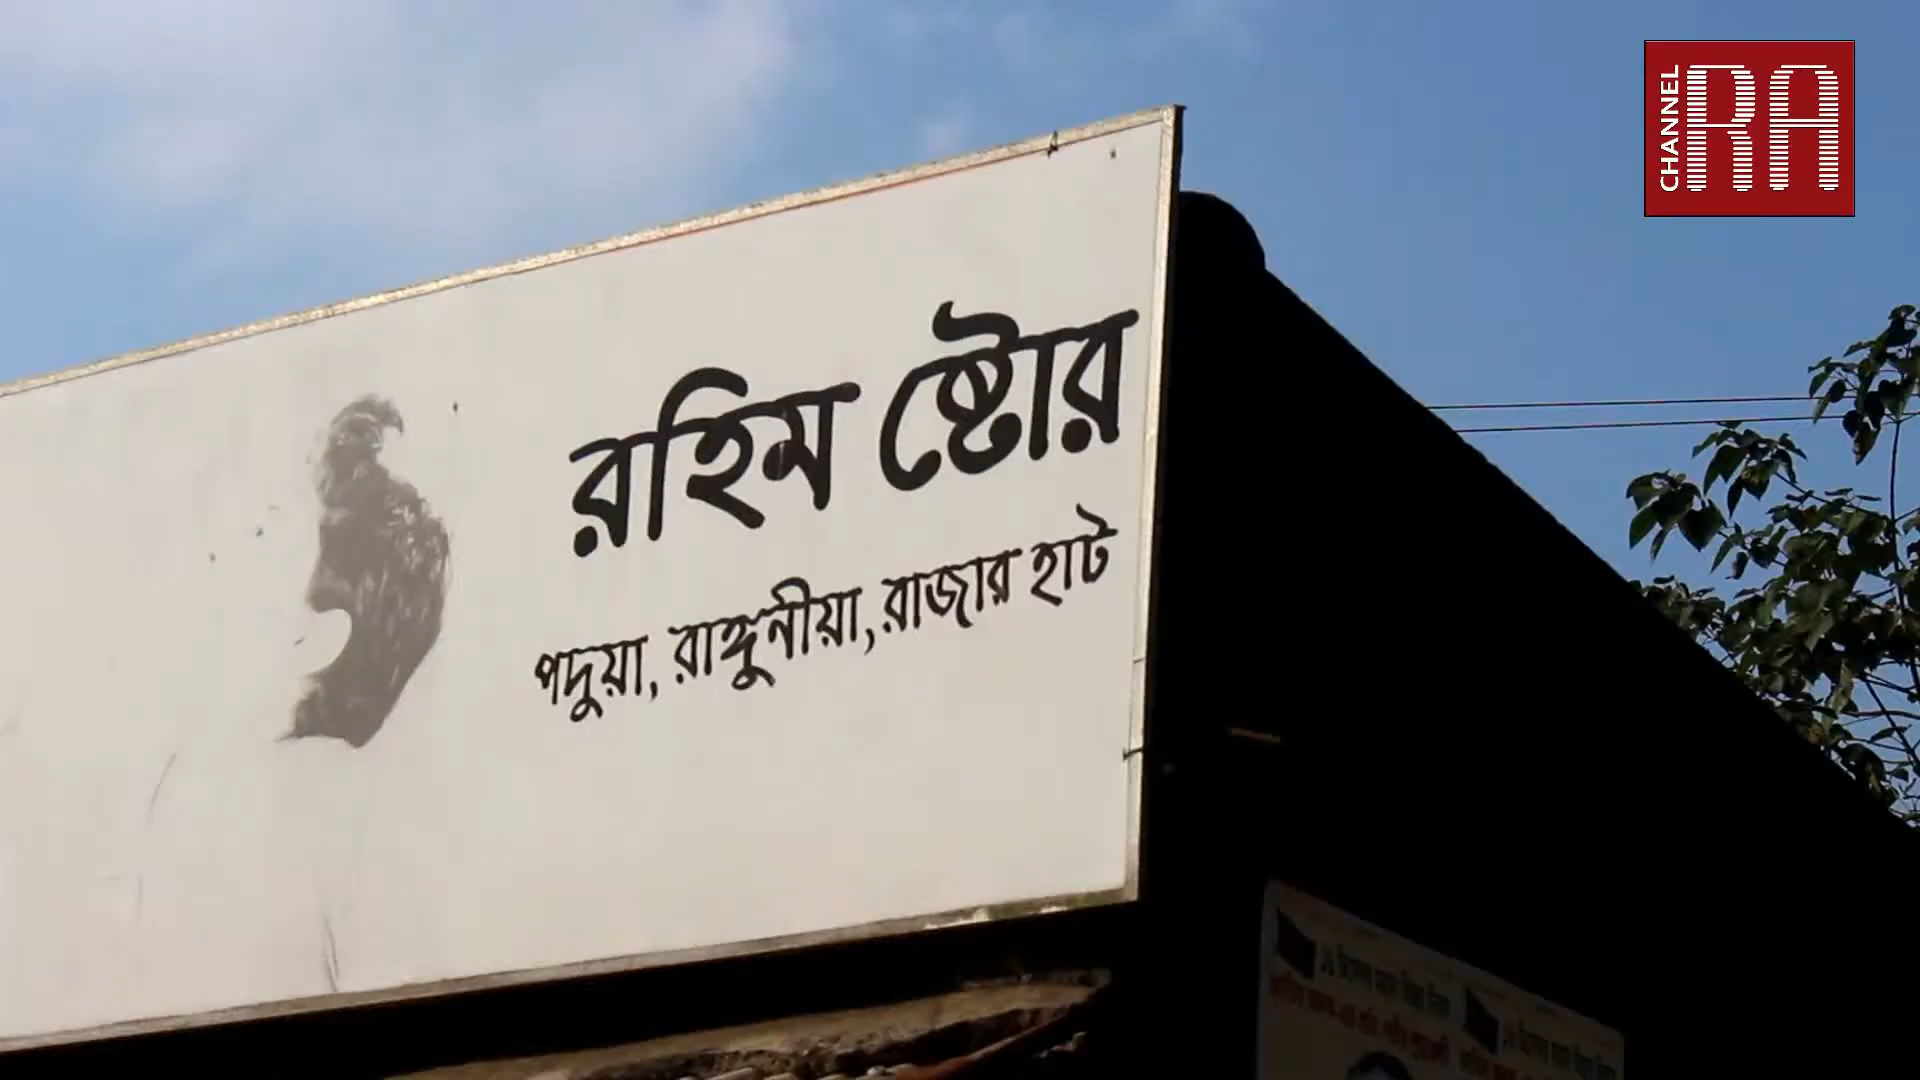 রহিম ষ্টোর
পদুয়া, রাঙ্গুনীয়া, রাজার হাট
CHANNEL RA